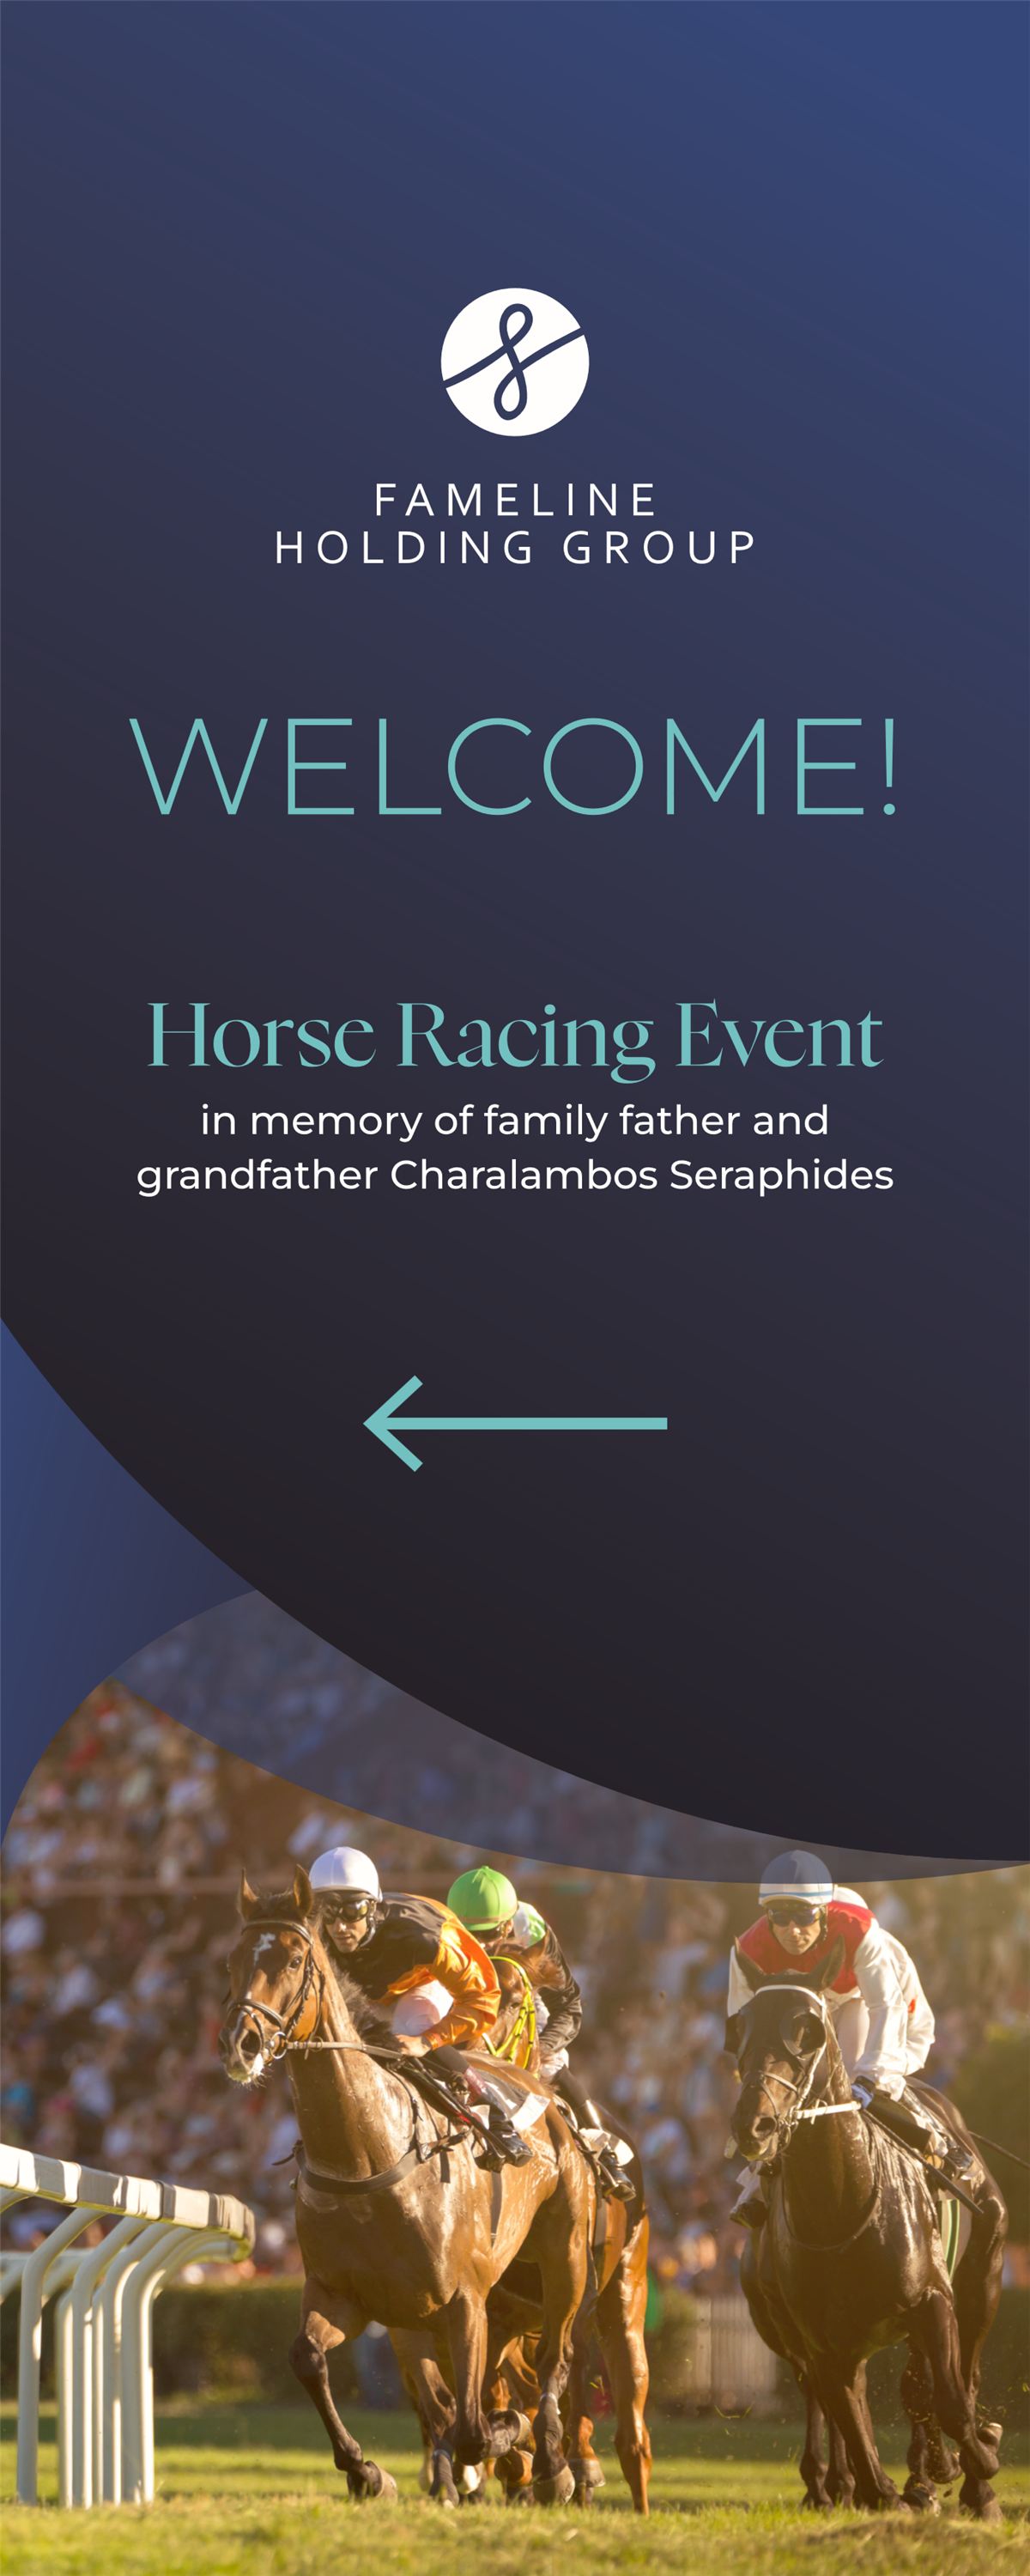 FAMELINE
HOLDING GROUP
WELCOME!
Horse Racing Event
in memory of family father and
grandfather Charalambos Seraphides